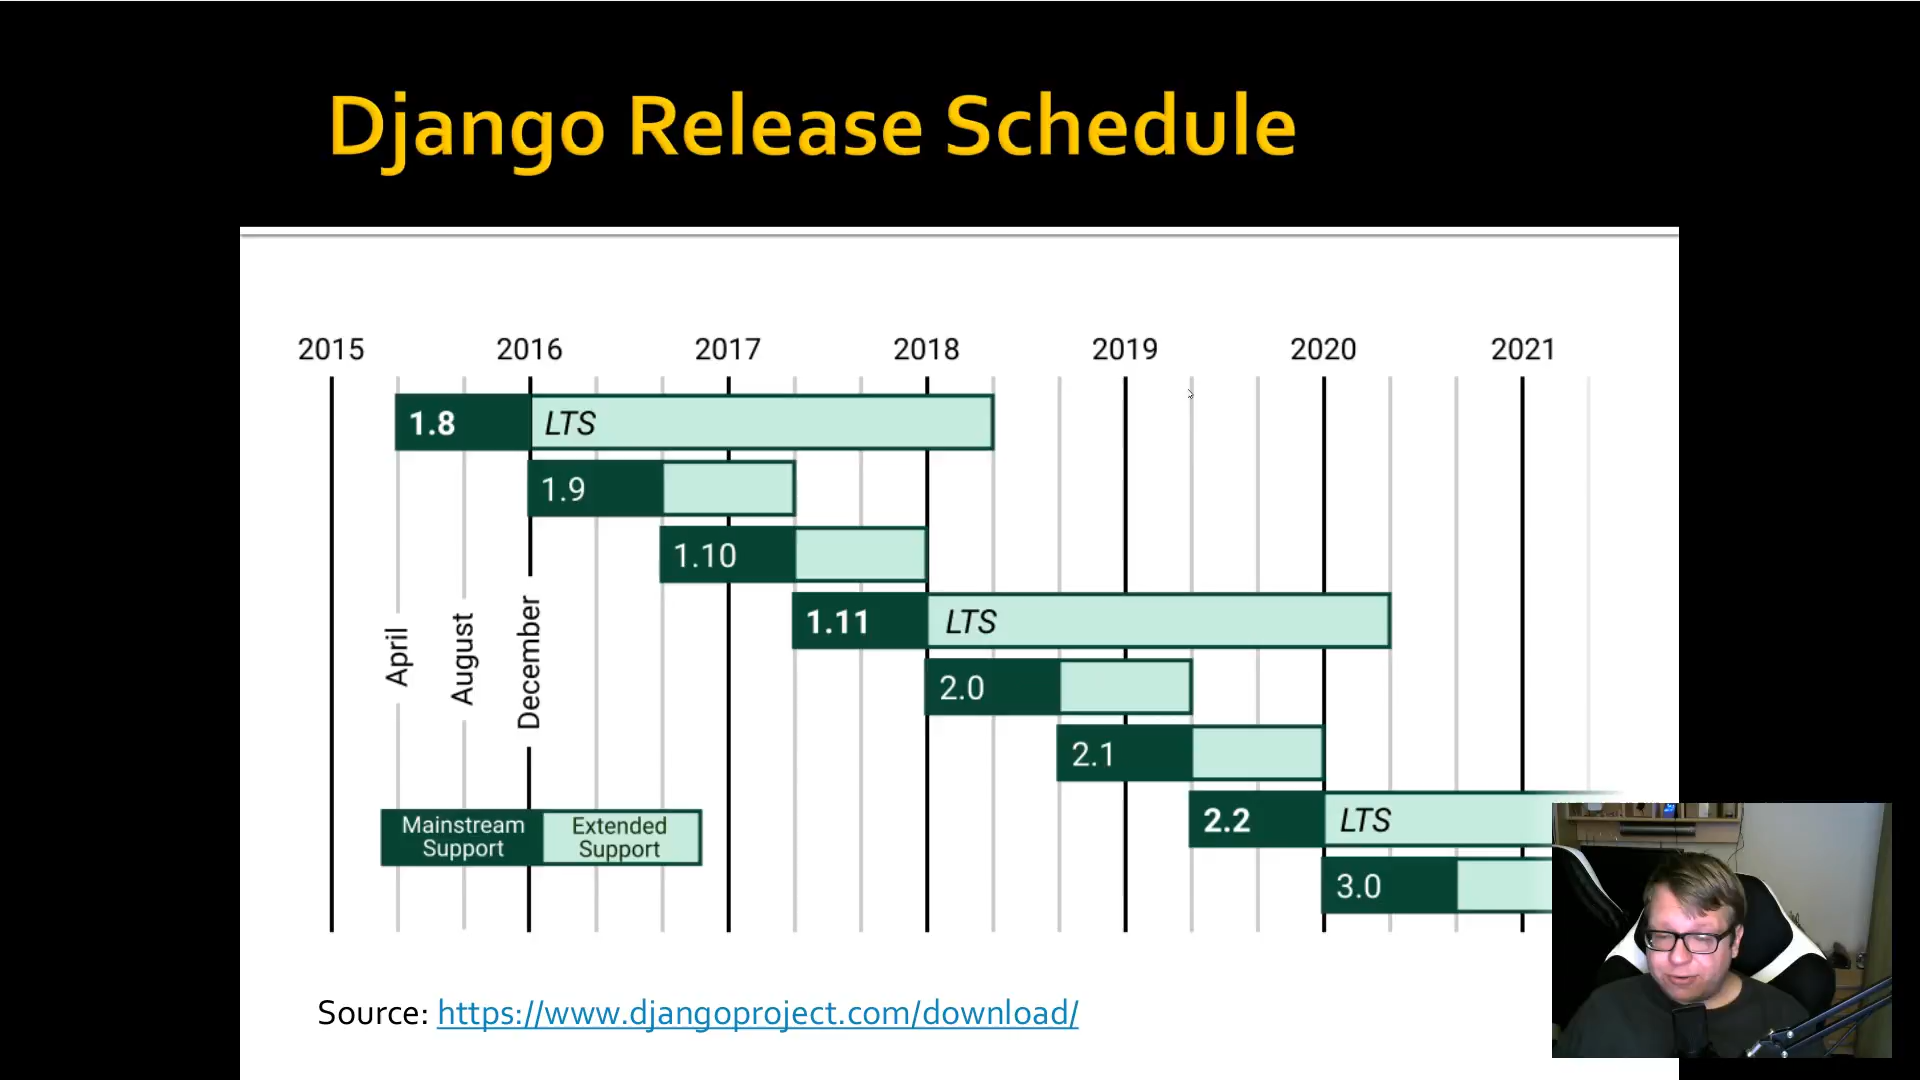 Django Release Schedule
2015 2016 2017 2018 2019 2020 2021
1.8 LTS
1.9
1.10
1.11 LTS
2.0
2.1
2.2 LTS
3.0
April
August
December
Mainstream
Support
Extended
Support
Source: https://www.djangoproject.com/download/